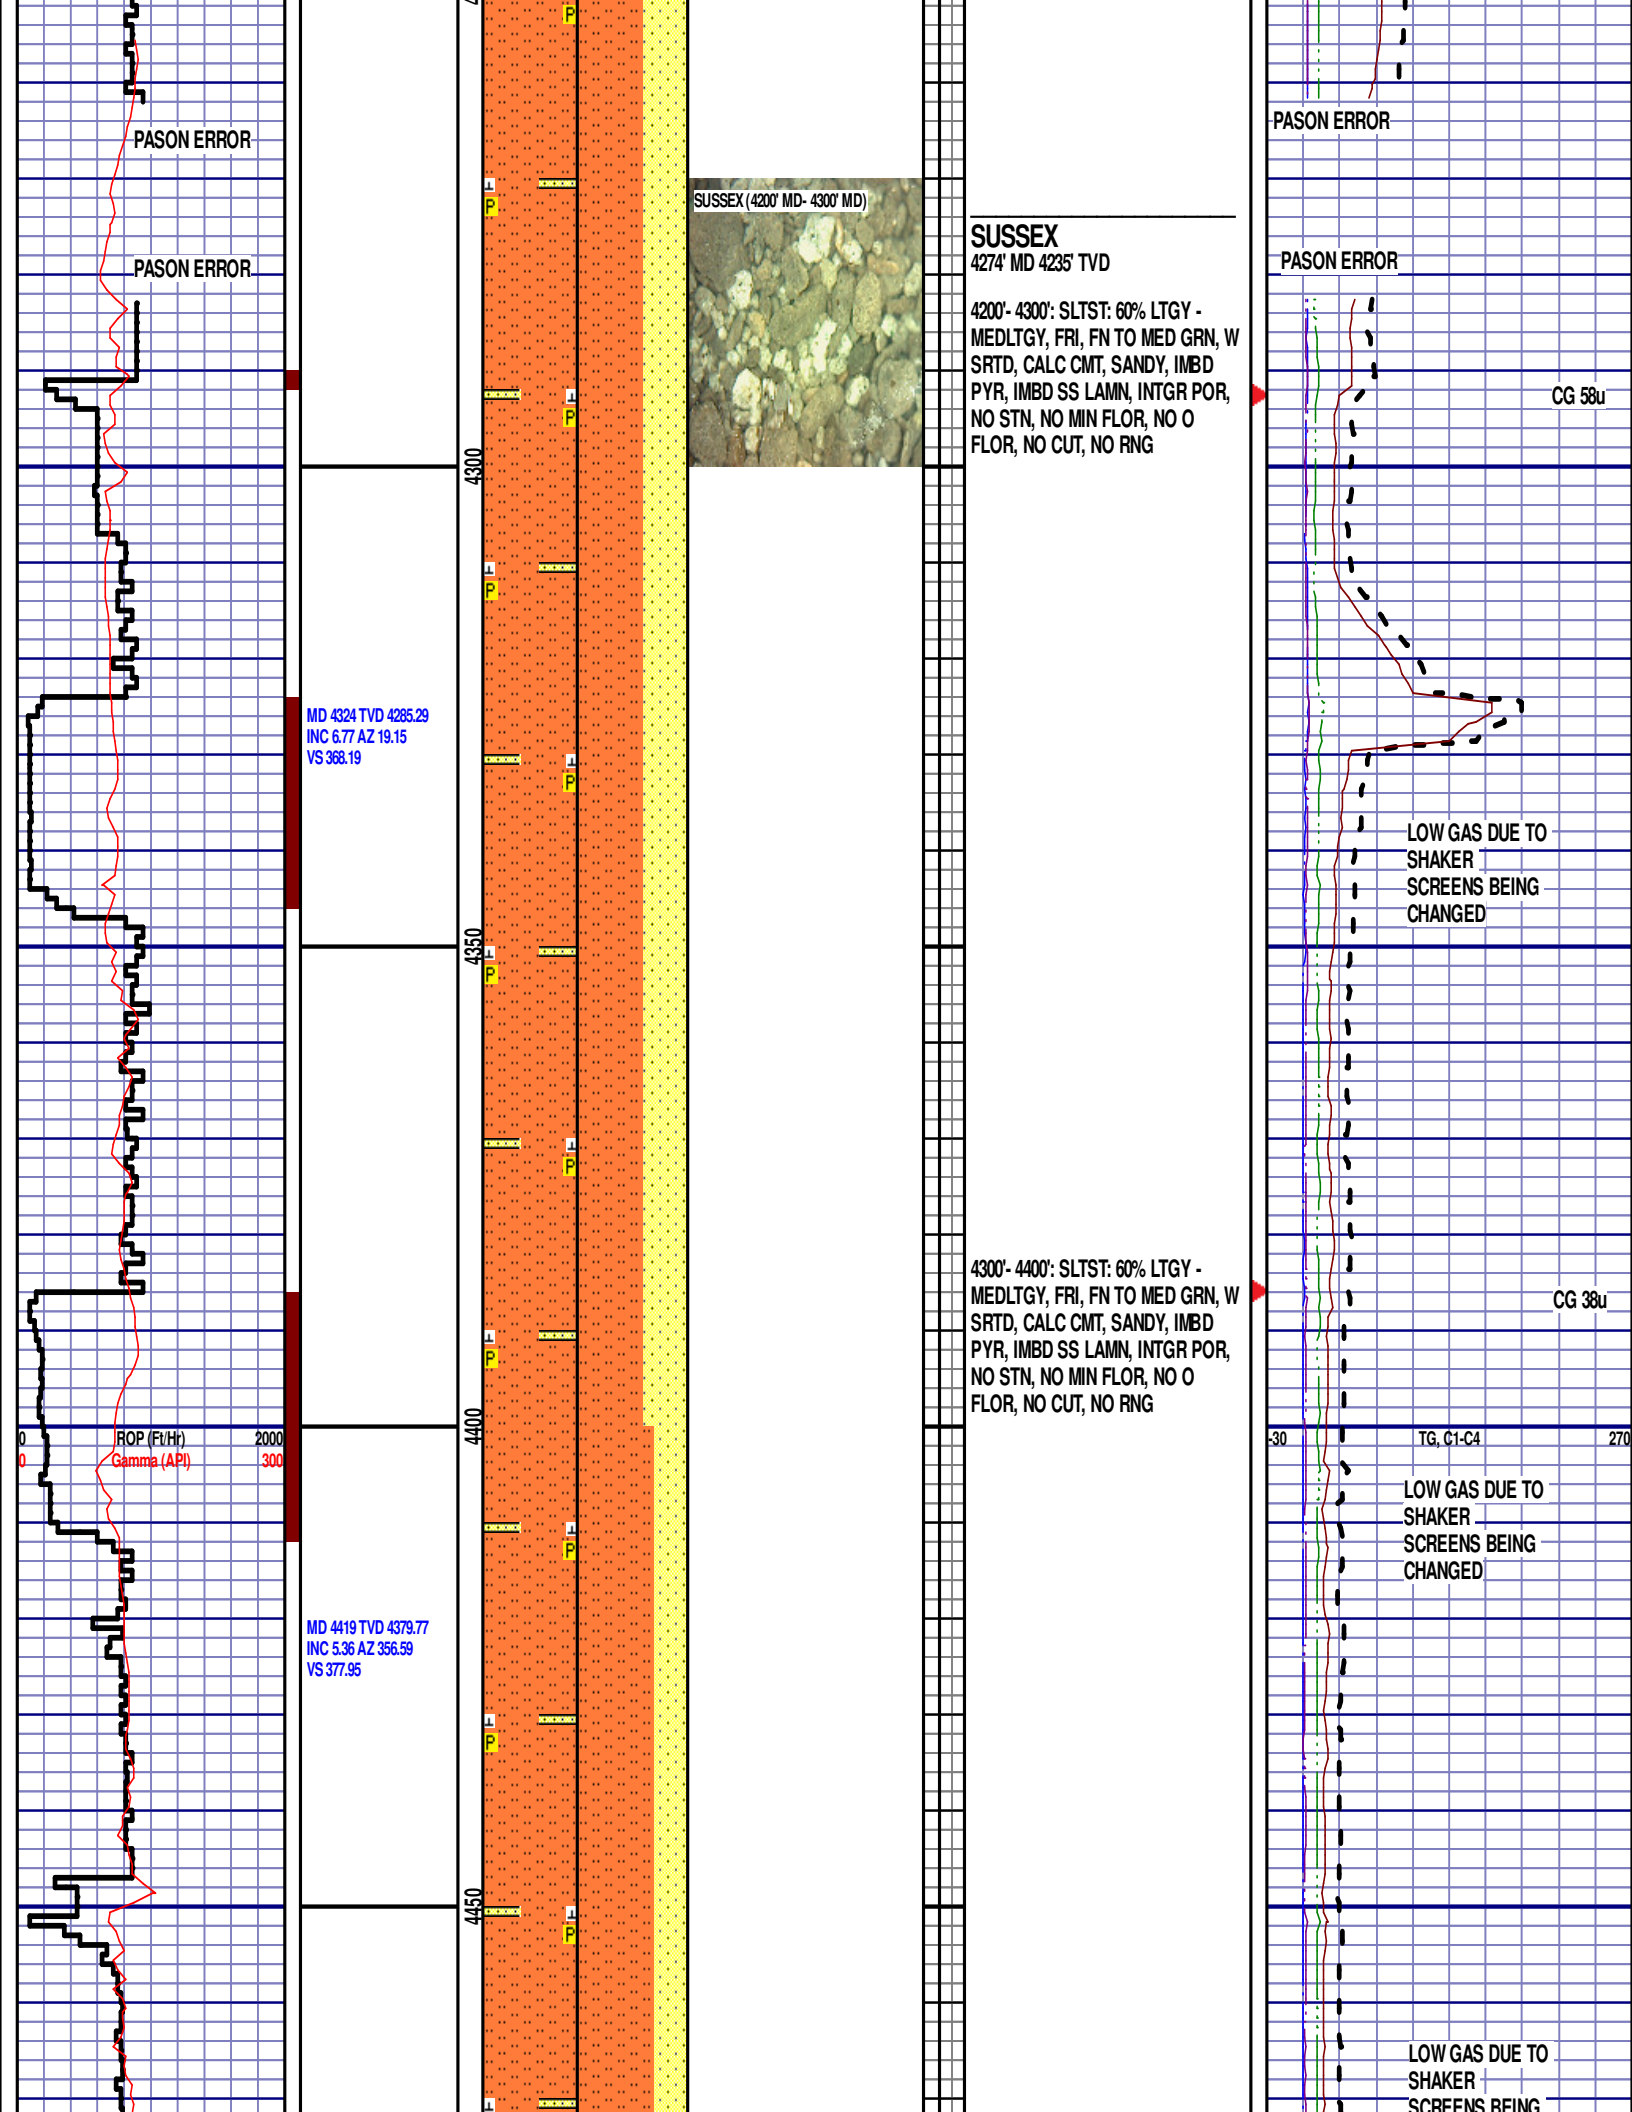 P
PASON ERROR
PASON ERROR
P
SUSSEX (4200' MD- 4300' MD)
SUSSEX
4274' MD 4235' TVD
PASON ERROR
PASON ERROR
4200'- 4300': SLTST: 60% LTGY -
MEDLTGY, FRI, FN TO MED GRN, W
SRTD, CALC CMT, SANDY, IMBD
PYR, IMBD SS LAMN, INTGR POR,
NO STN, NO MIN FLOR, NO O
FLOR, NO CUT, NO RNG
CG 58u
P
4300
P
MD 4324 TVD 4285.29
INC 6.77 AZ 19.15
VS 368.19
P
LOW GAS DUE TO
SHAKER
SCREENS BEING
CHANGED
4350
P
P
4300'- 4400': SLTST: 60% LTGY -
MEDLTGY, FRI, FN TO MED GRN, W
SRTD, CALC CMT, SANDY, IMBD
PYR, IMBD SS LAMN, INTGR POR,
NO STN, NO MIN FLOR, NO O
FLOR, NO CUT, NO RNG
CG 38u
P
4400
0 ROP (Ft/Hr) 2000
0 Gamma (API) 300
-30 TG, C1-C4 270
LOW GAS DUE TO
SHAKER
SCREENS BEING
CHANGED
P
MD 4419 TVD 4379.77
INC 5.36 AZ 356.59
VS 377.95
P
4450
P
LOW GAS DUE TO
SHAKER
SCREENS BEING